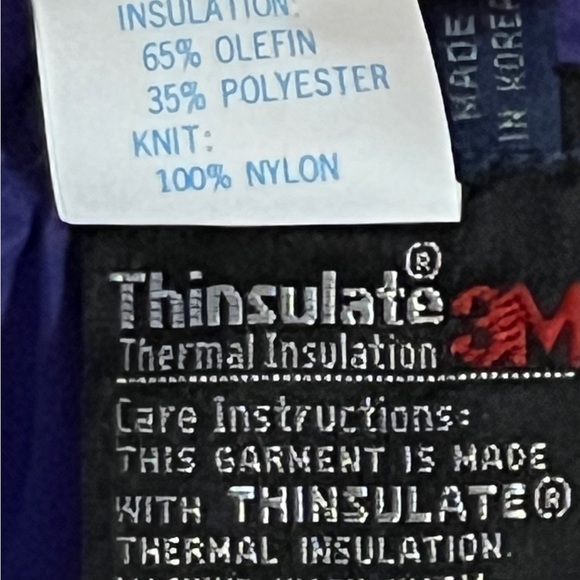 INSULATION:
65% OLEFIN
35% POLYESTER
KNIT:
100% NYLON
MADE
IN KOREA
Thinsulate® 3M
Thermal Insulation
Care Instructions:
THIS GARMENT IS MADE
WITH THINSULATE®
THERMAL INSULATION.